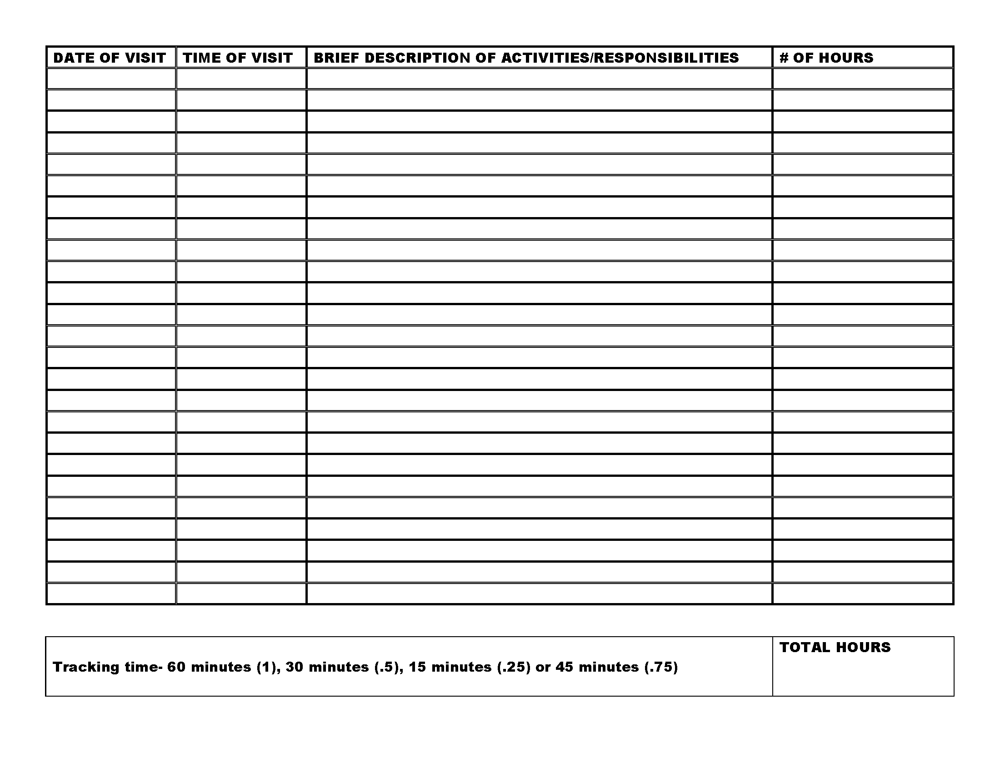 DATE OF VISIT TIME OF VISIT BRIEF DESCRIPTION OF ACTIVITIES/RESPONSIBILITIES # OF HOURS
TOTAL HOURS
Tracking time- 60 minutes (1), 30 minutes (.5), 15 minutes (.25) or 45 minutes (.75)